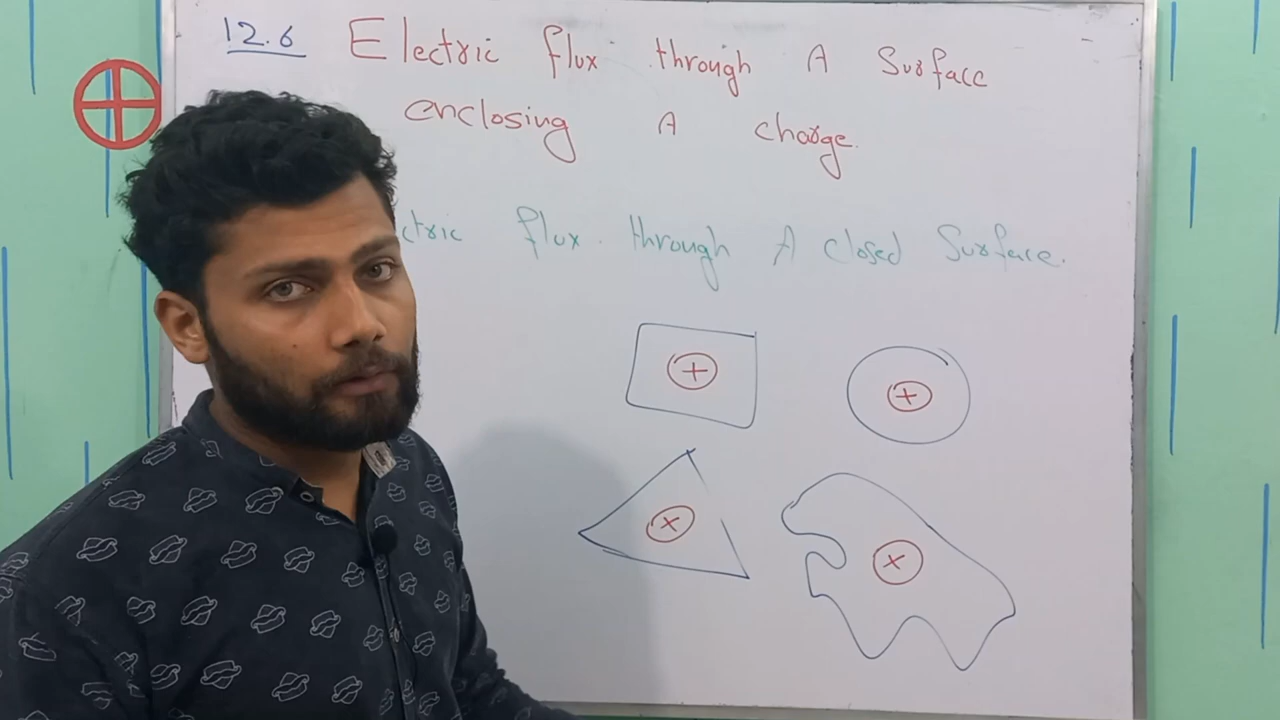 12.6 Electric flux through A Surface
enclosing A charge.
ctric flux through A closed Surface.